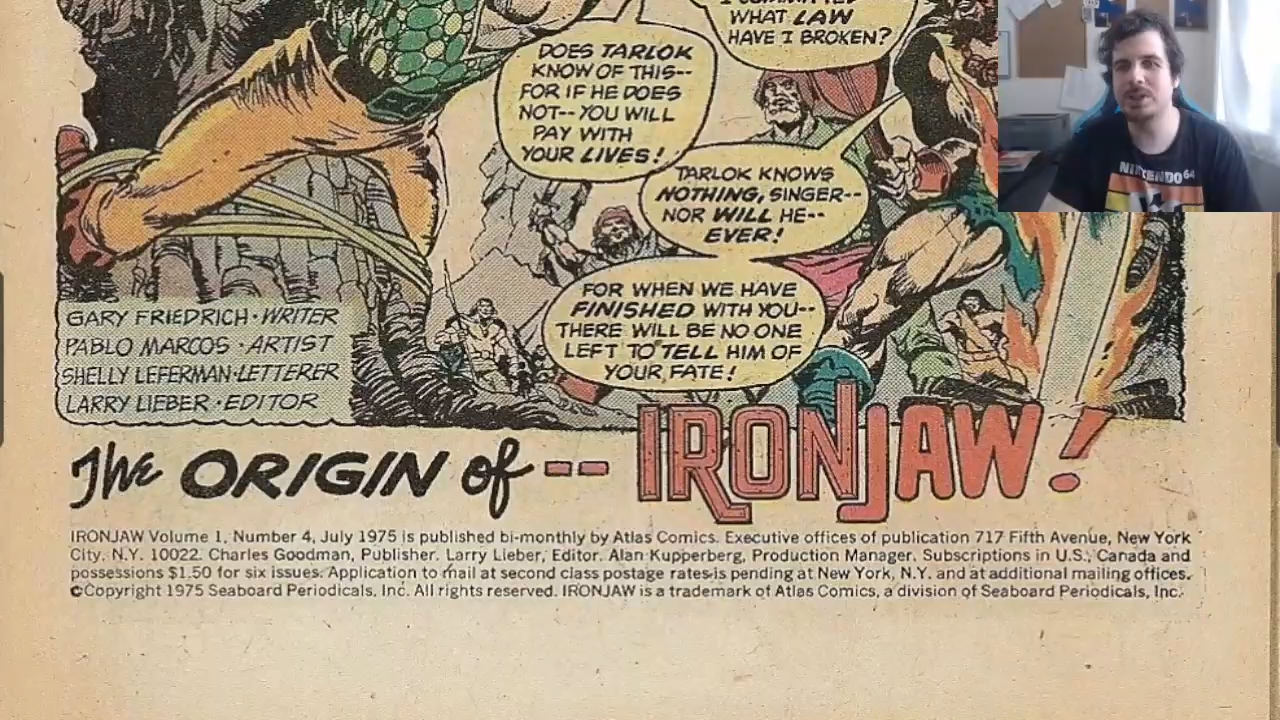 WHAT LAW
HAVE I BROKEN?
DOES TARLOK
KNOW OF THIS--
FOR IF HE DOES
NOT-- YOU WILL
PAY WITH
YOUR LIVES!
TARLOK KNOWS
NOTHING, SINGER--
NOR WILL HE--
EVER!
FOR WHEN WE HAVE
FINISHED WITH YOU--
THERE WILL BE NO ONE
LEFT TO TELL HIM OF
YOUR FATE!
GARY FRIEDRICH · WRITER
PABLO MARCOS · ARTIST
SHELLY LEFERMAN · LETTERER
LARRY LIEBER · EDITOR
The ORIGIN of -- IRONJAW!
IRONJAW Volume 1, Number 4, July 1975 is published bi-monthly by Atlas Comics. Executive offices of publication 717 Fifth Avenue, New York
City, N.Y. 10022. Charles Goodman, Publisher. Larry Lieber, Editor. Alan Kupperberg, Production Manager. Subscriptions in U.S., Canada and
possessions $1.50 for six issues. Application to mail at second class postage rates is pending at New York, N.Y. and at additional mailing offices.
©Copyright 1975 Seaboard Periodicals, Inc. All rights reserved. IRONJAW is a trademark of Atlas Comics, a division of Seaboard Periodicals, Inc.
NINTENDO 64